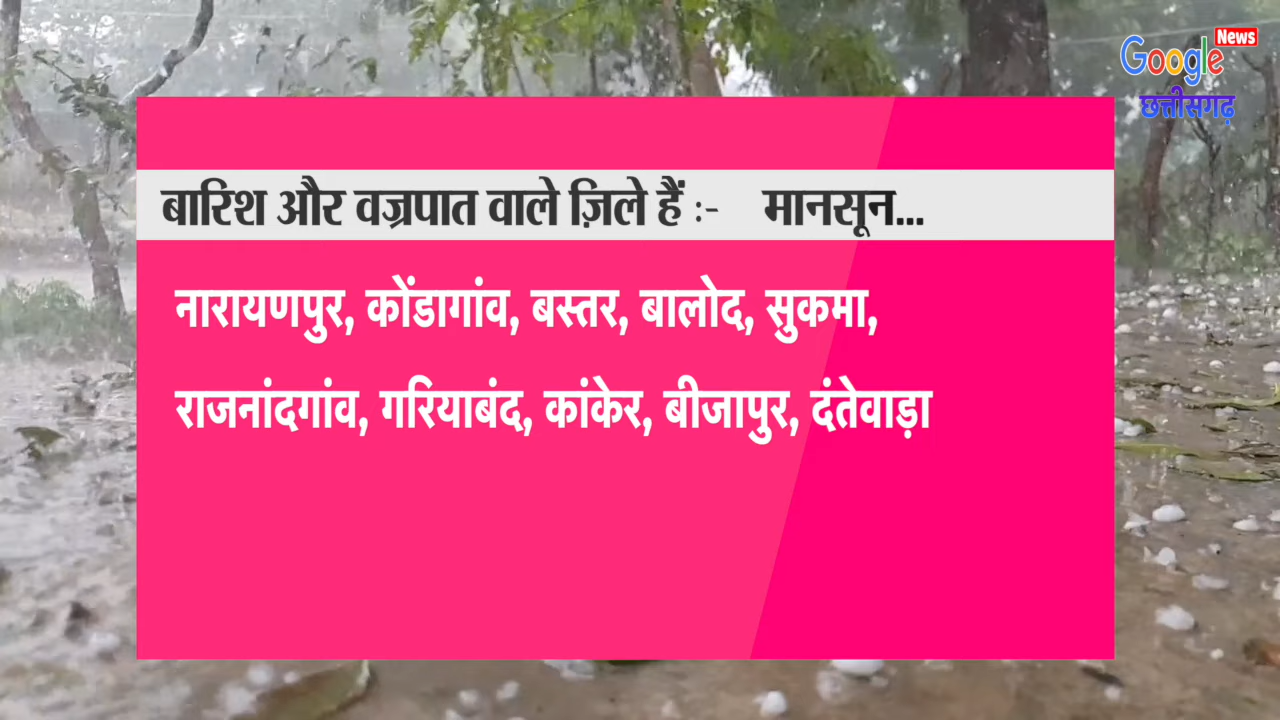 Google News
छत्तीसगढ़
बारिश और वज्रपात वाले ज़िले हैं :- मानसून...
नारायणपुर, कोंडागांव, बस्तर, बालोद, सुकमा,
राजनांदगांव, गरियाबंद, कांकेर, बीजापुर, दंतेवाड़ा